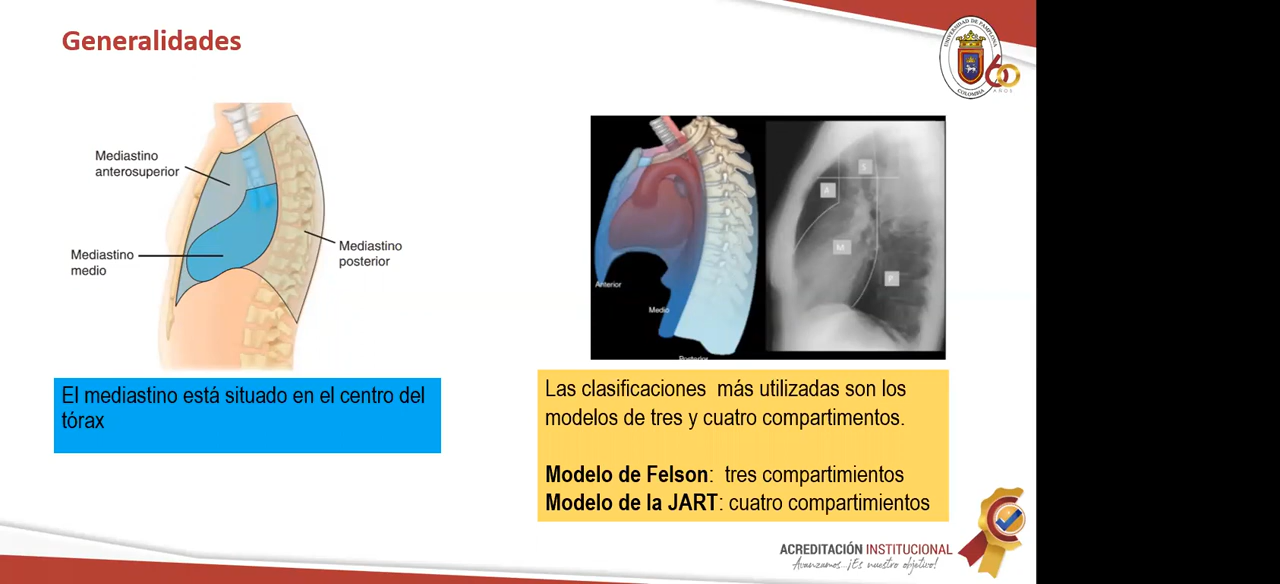 Generalidades
UNIVERSIDAD DE PAMPLONA
COLOMBIA
60
AÑOS
Mediastino
anterosuperior
Mediastino
medio
Mediastino
posterior
Anterior
Medio
Posterior
S
A
M
P
El mediastino está situado en el centro del
tórax
Las clasificaciones más utilizadas son los
modelos de tres y cuatro compartimentos.
Modelo de Felson: tres compartimientos
Modelo de la JART: cuatro compartimientos
ACREDITACIÓN INSTITUCIONAL
Avanzamos...¡Es nuestro objetivo!